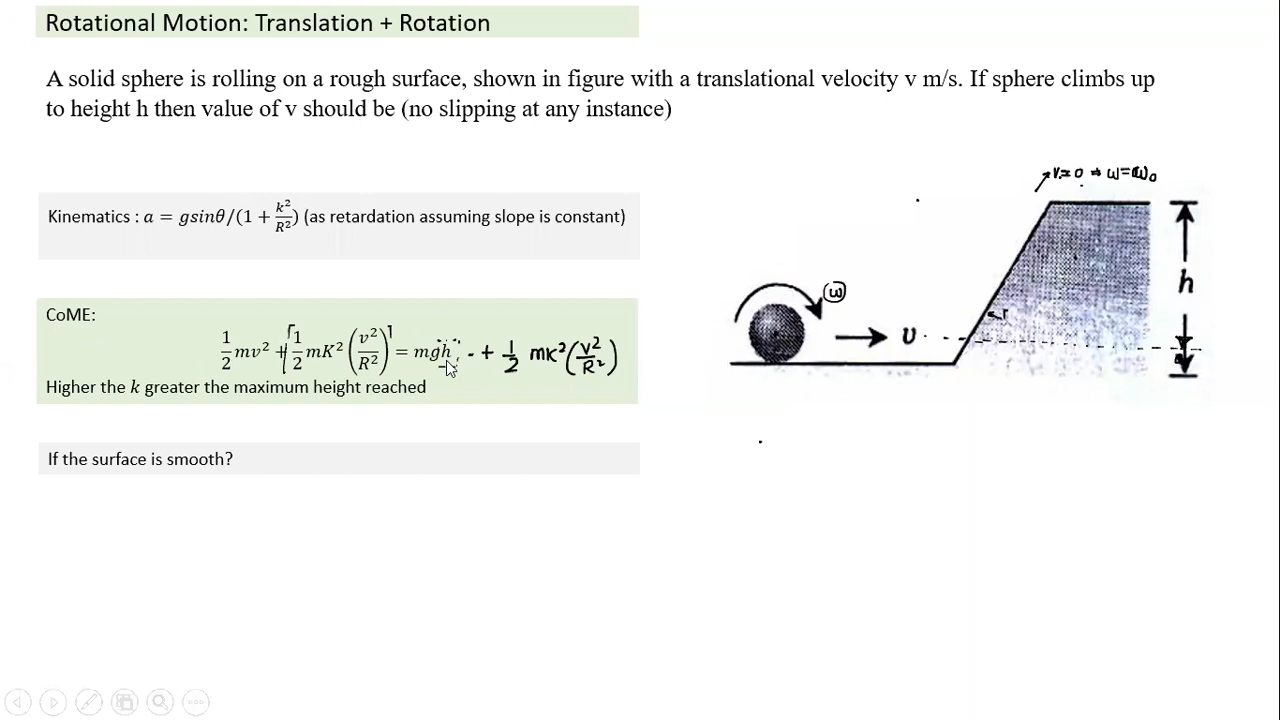 Rotational Motion: Translation + Rotation
A solid sphere is rolling on a rough surface, shown in figure with a translational velocity v m/s. If sphere climbs up
to height h then value of v should be (no slipping at any instance)
v=0 → ω=ω₀
Kinematics : a = gsinθ/(1 + k²/R²) (as retardation assuming slope is constant)
ω
h
υ
r
CoME:
1/2 mv² + 1/2 mK² (v²/R²) = mgh + 1/2 mk² (v²/R²)
Higher the k greater the maximum height reached
If the surface is smooth?